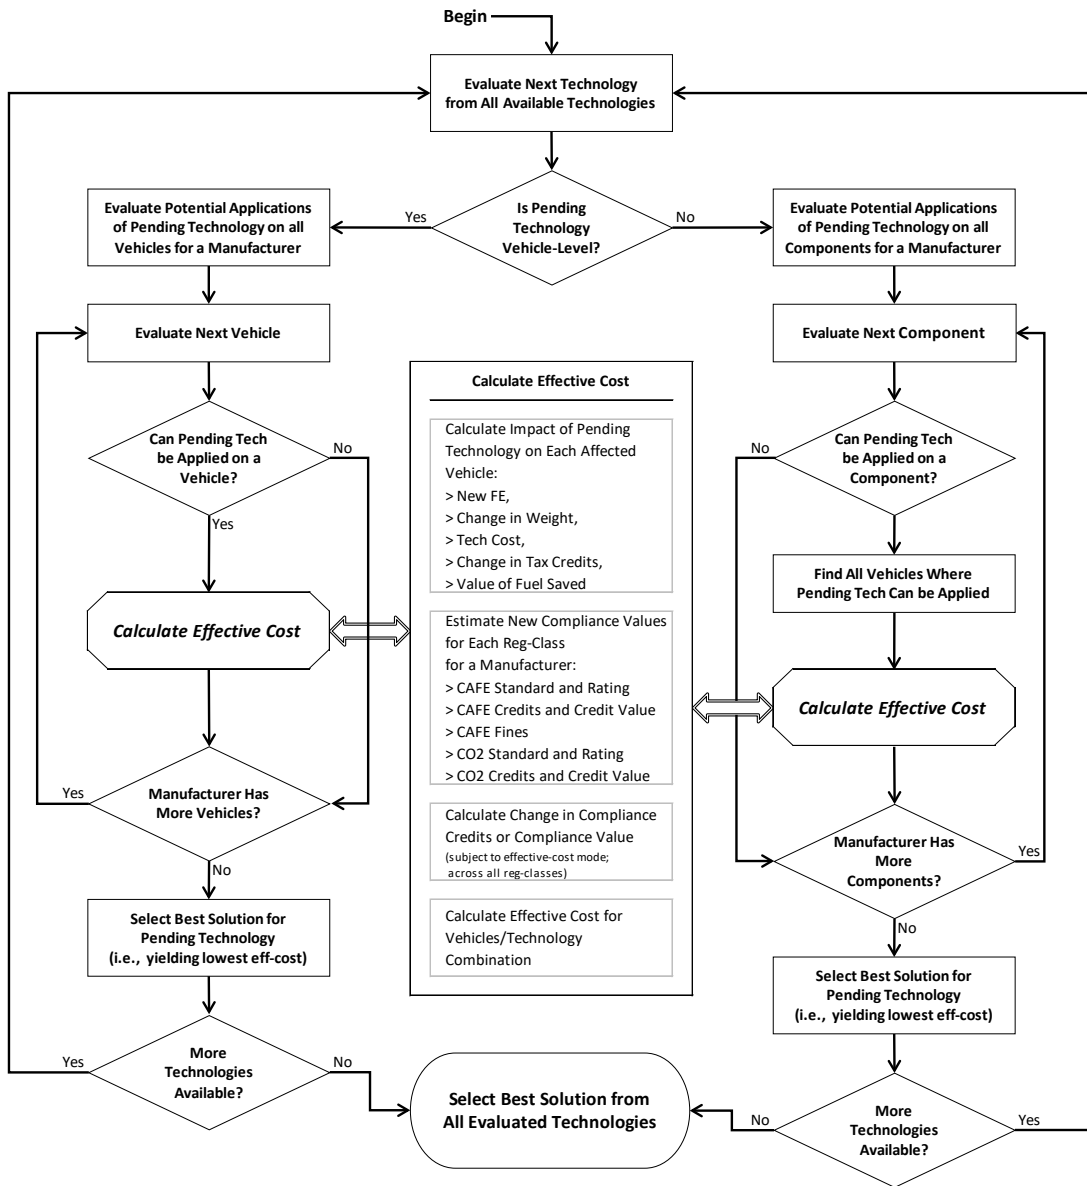 Begin
Evaluate Next Technology
from All Available Technologies
Is Pending
Technology
Vehicle-Level?
Yes
No
Evaluate Potential Applications
of Pending Technology on all
Vehicles for a Manufacturer
Evaluate Next Vehicle
Can Pending Tech
be Applied on a
Vehicle?
No
Yes
Calculate Effective Cost
Manufacturer Has
More Vehicles?
Yes
No
Select Best Solution for
Pending Technology
(i.e., yielding lowest eff-cost)
More
Technologies
Available?
Yes
No
Calculate Effective Cost
Calculate Impact of Pending
Technology on Each Affected
Vehicle:
> New FE,
> Change in Weight,
> Tech Cost,
> Change in Tax Credits,
> Value of Fuel Saved
Estimate New Compliance Values
for Each Reg-Class
for a Manufacturer:
> CAFE Standard and Rating
> CAFE Credits and Credit Value
> CAFE Fines
> CO2 Standard and Rating
> CO2 Credits and Credit Value
Calculate Change in Compliance
Credits or Compliance Value
(subject to effective-cost mode;
across all reg-classes)
Calculate Effective Cost for
Vehicles/Technology
Combination
Evaluate Potential Applications
of Pending Technology on all
Components for a Manufacturer
Evaluate Next Component
Can Pending Tech
be Applied on a
Component?
No
Yes
Find All Vehicles Where
Pending Tech Can be Applied
Calculate Effective Cost
Manufacturer Has
More
Components?
Yes
No
Select Best Solution for
Pending Technology
(i.e., yielding lowest eff-cost)
More
Technologies
Available?
No
Yes
Select Best Solution from
All Evaluated Technologies